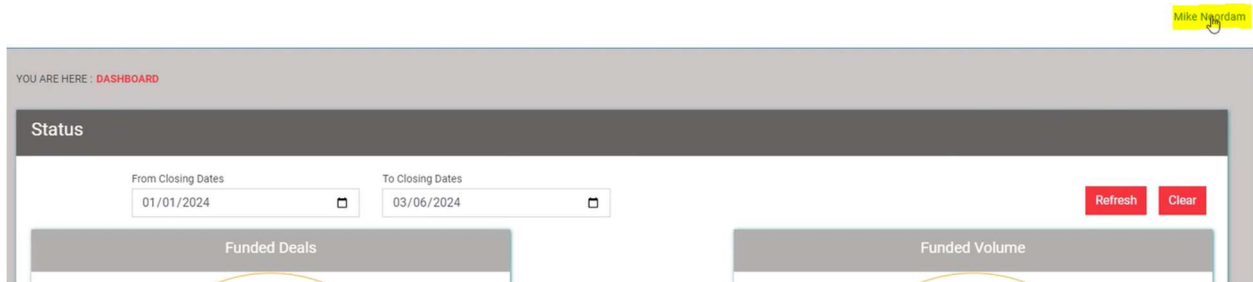 Mike Noordam
YOU ARE HERE : DASHBOARD
Status
From Closing Dates
To Closing Dates
01/01/2024
03/06/2024
Refresh
Clear
Funded Deals
Funded Volume